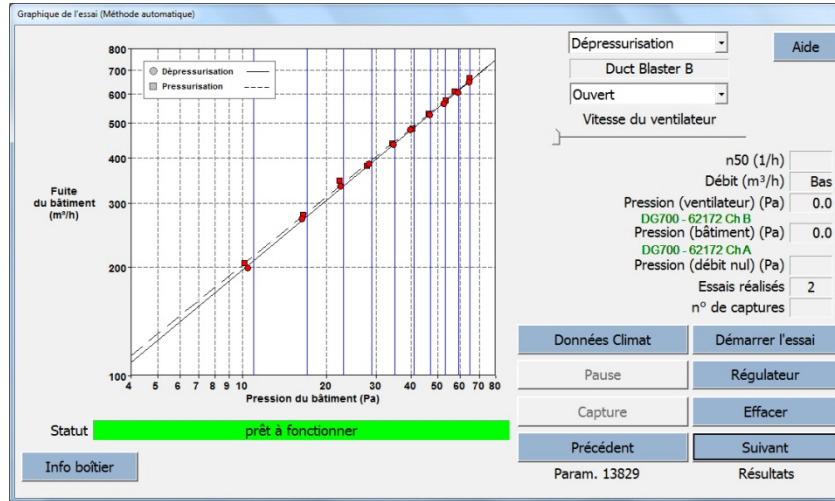 Graphique de l'essai (Méthode automatique)
800
700
600
500
400
300
200
100
Dépressurisation
Pressurisation
Fuite
du bâtiment
(m³/h)
4 5 6 7 8 9 10 20 30 40 50 60 70 80
Pression du bâtiment (Pa)
Statut prêt à fonctionner
Info boîtier
Dépressurisation
Aide
Duct Blaster B
Ouvert
Vitesse du ventilateur
n50 (1/h)
Débit (m³/h) Bas
Pression (ventilateur) (Pa) 0.0
DG700 - 62172 Ch B
Pression (bâtiment) (Pa) 0.0
DG700 - 62172 Ch A
Pression (débit nul) (Pa)
Essais réalisés 2
n° de captures
Données Climat Démarrer l'essai
Pause Régulateur
Capture Effacer
Précédent Suivant
Param. 13829 Résultats